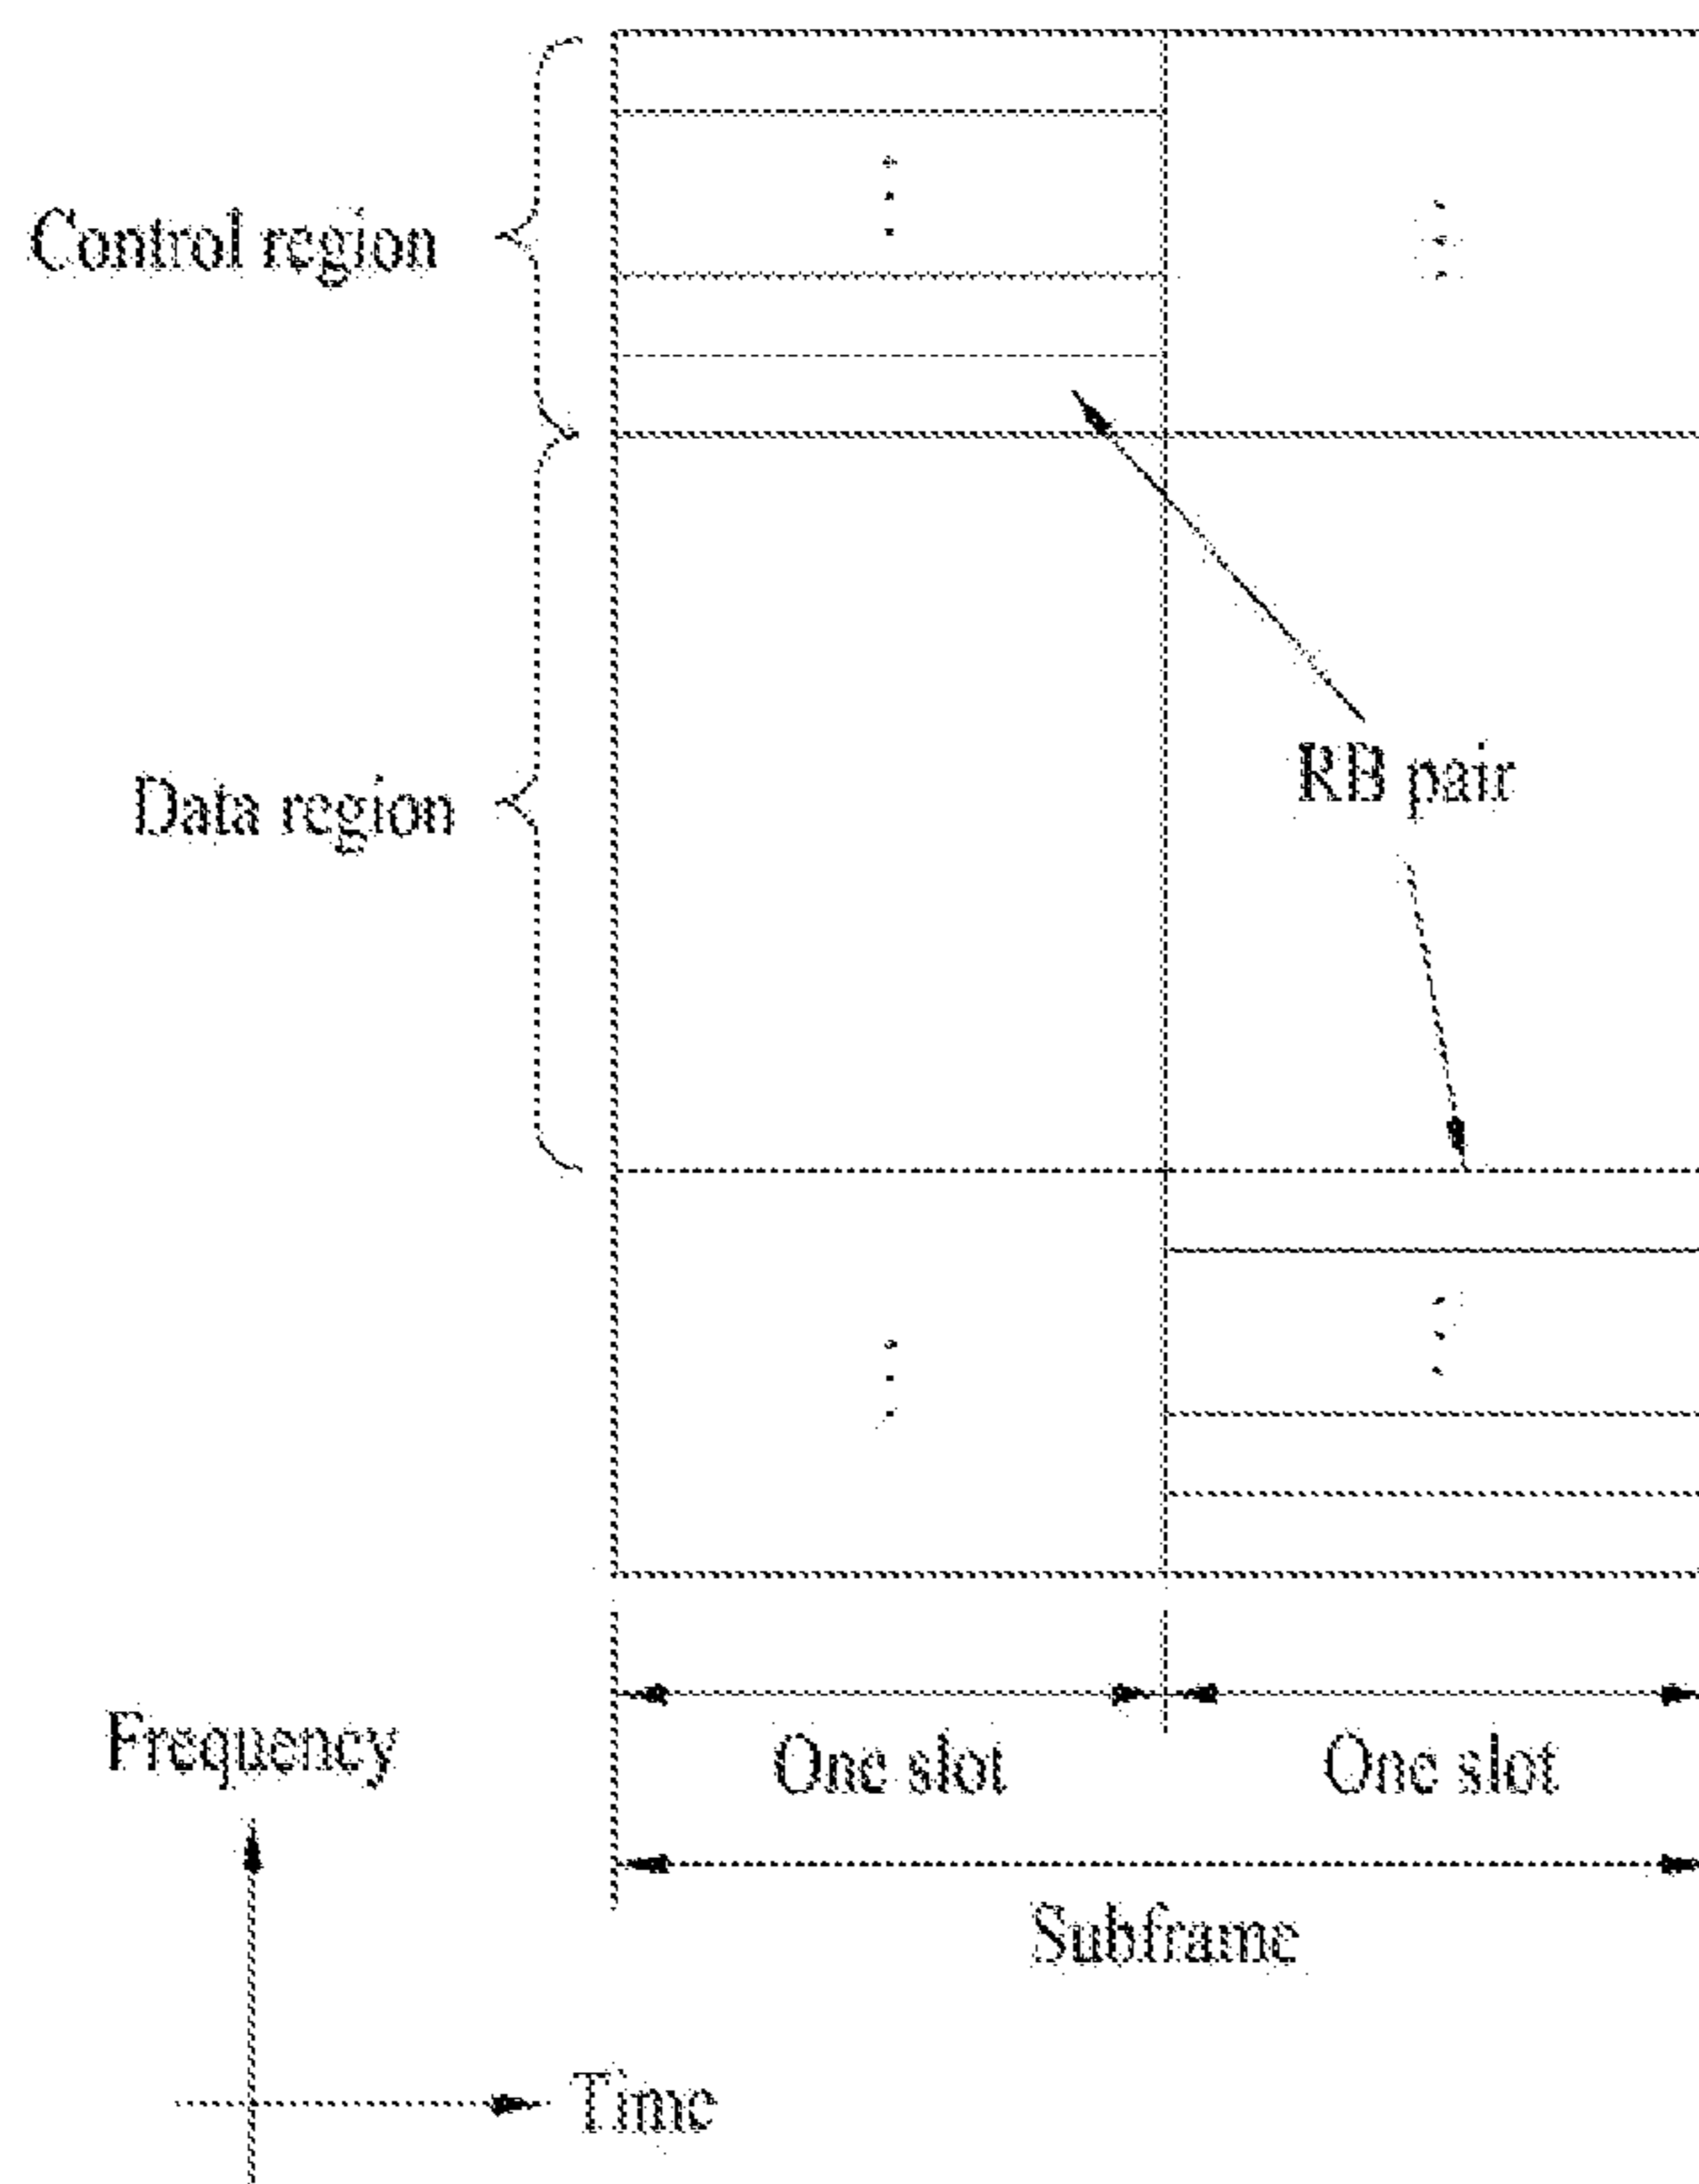 Control region
RB pair
Data region
One slot
One slot
Frequency
Subframe
Time